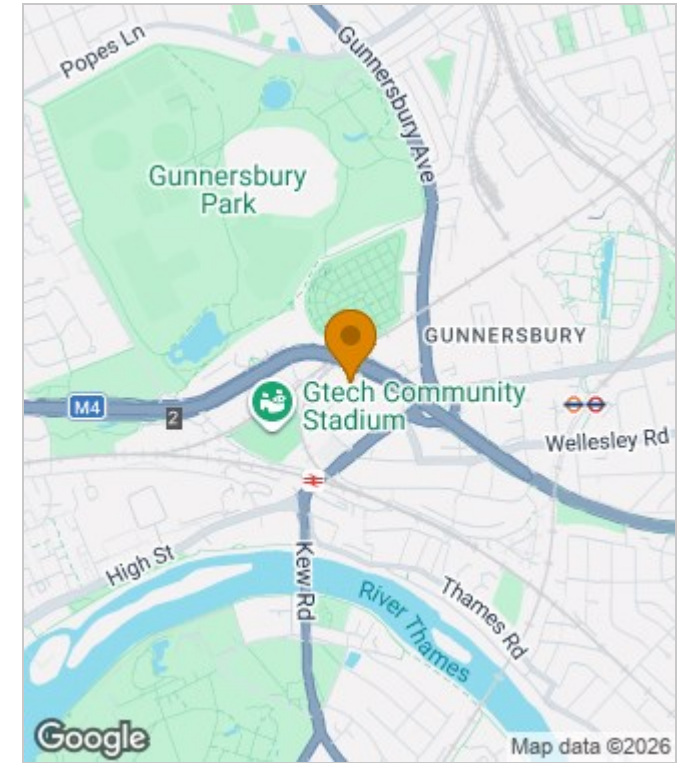 Popes Ln
Gunnersbury Ave
Gunnersbury
Park
GUNNERSBURY
M4
2
Gtech Community
Stadium
Wellesley Rd
High St
Kew Rd
River Thames
Thames Rd
Google
Map data ©2026